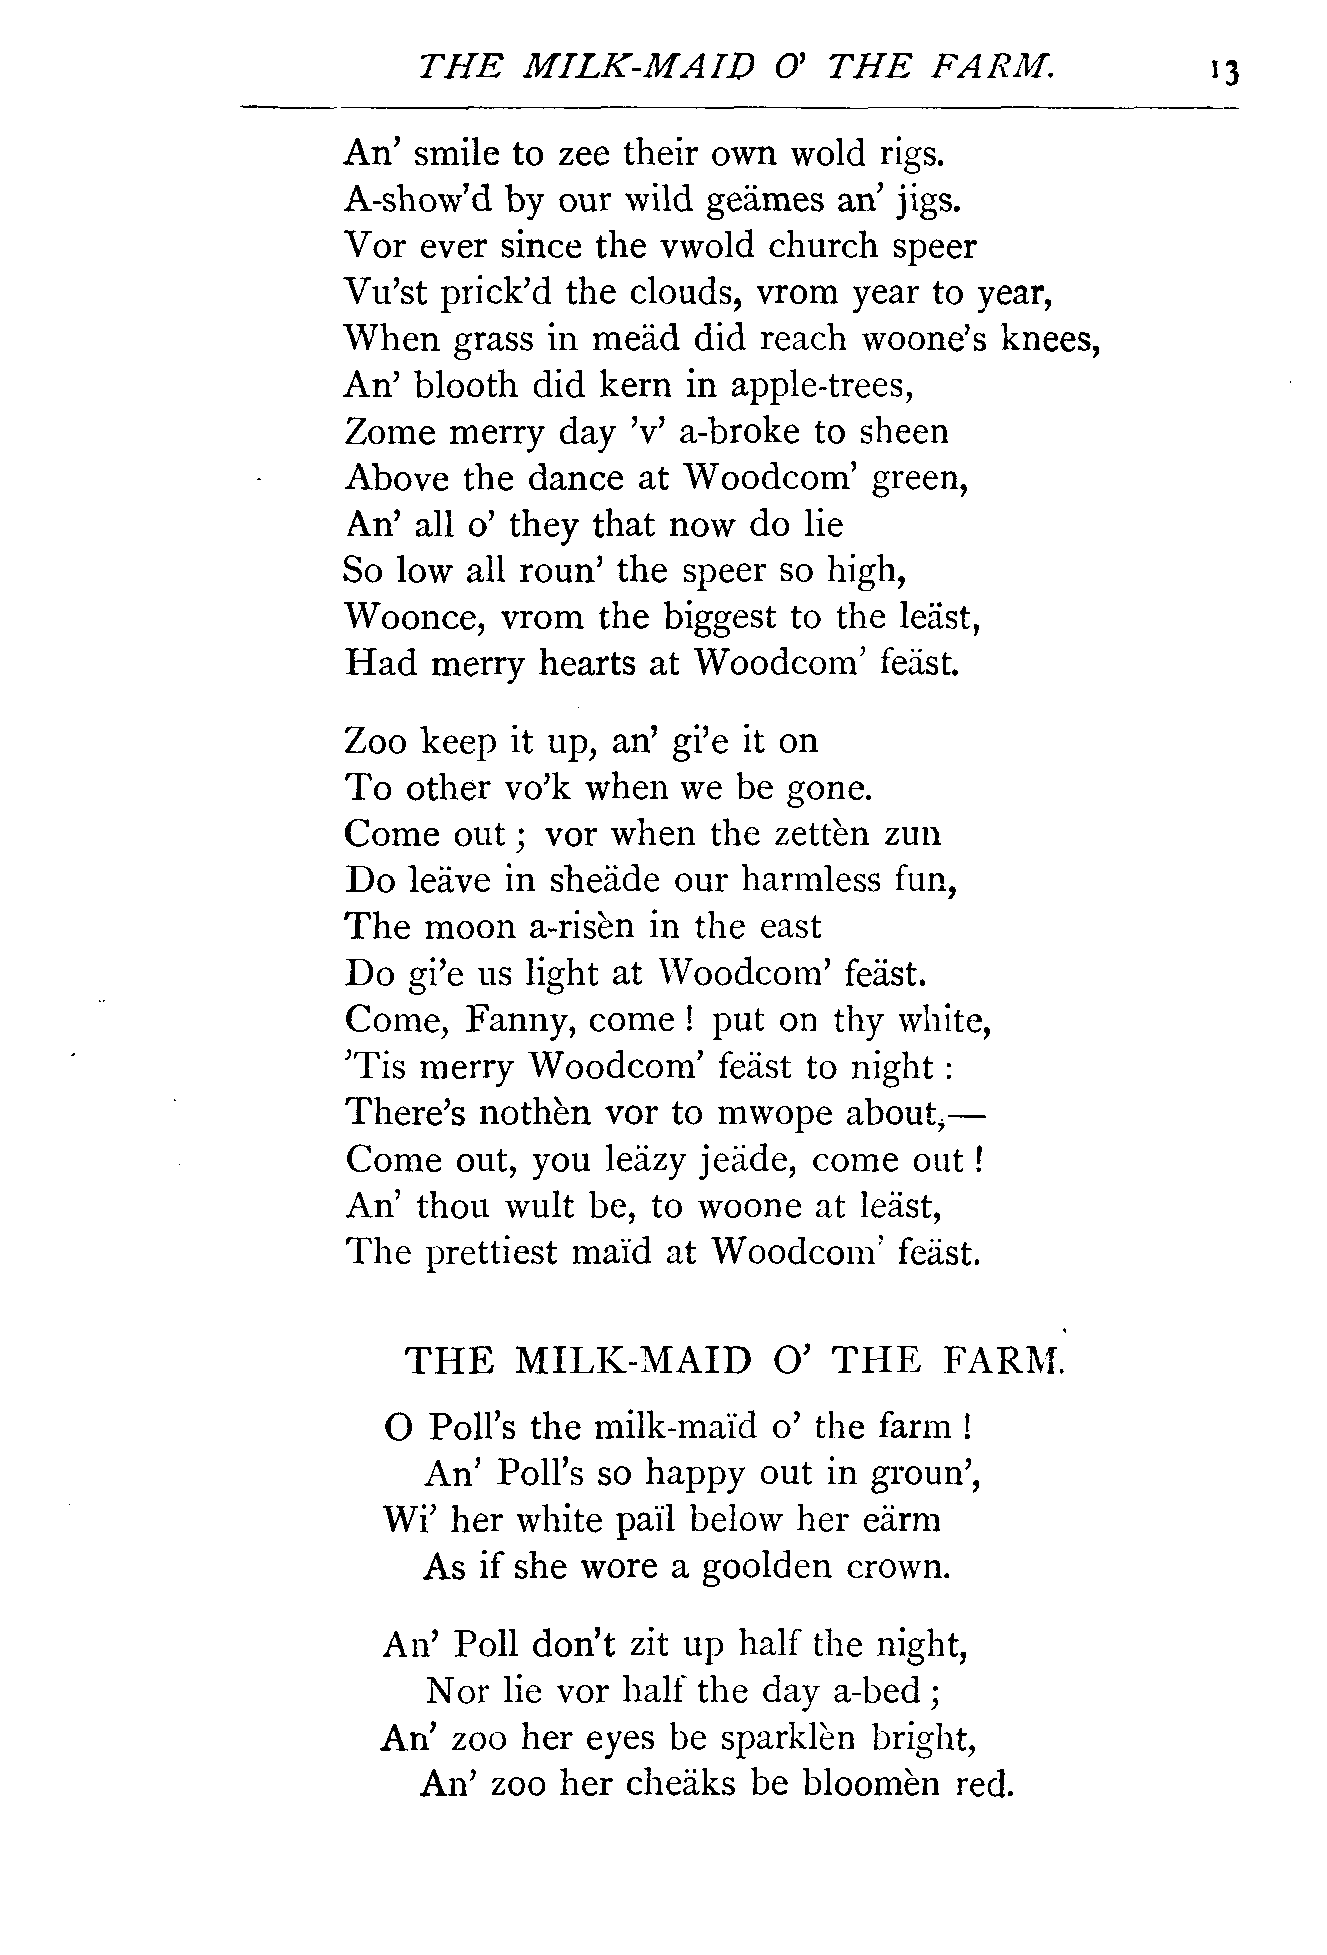 THE MILK-MAID O' THE FARM. 13
An' smile to zee their own wold rigs.
A-show'd by our wild geämes an' jigs.
Vor ever since the vwold church speer
Vu'st prick'd the clouds, vrom year to year,
When grass in meäd did reach woone's knees,
An' blooth did kern in apple-trees,
Zome merry day 'v' a-broke to sheen
Above the dance at Woodcom' green,
An' all o' they that now do lie
So low all roun' the speer so high,
Woonce, vrom the biggest to the leäst,
Had merry hearts at Woodcom' feäst.

Zoo keep it up, an' gi'e it on
To other vo'k when we be gone.
Come out ; vor when the zettèn zun
Do leäve in sheäde our harmless fun,
The moon a-risèn in the east
Do gi'e us light at Woodcom' feäst.
Come, Fanny, come ! put on thy white,
'Tis merry Woodcom' feäst to night :
There's nothèn vor to mwope about,—
Come out, you leäzy jeäde, come out !
An' thou wult be, to woone at leäst,
The prettiest maïd at Woodcom' feäst.

THE MILK-MAID O' THE FARM.
O Poll's the milk-maïd o' the farm !
An' Poll's so happy out in groun',
Wi' her white païl below her eärm
As if she wore a goolden crown.

An' Poll don't zit up half the night,
Nor lie vor half the day a-bed ;
An' zoo her eyes be sparklèn bright,
An' zoo her cheäks be bloomèn red.